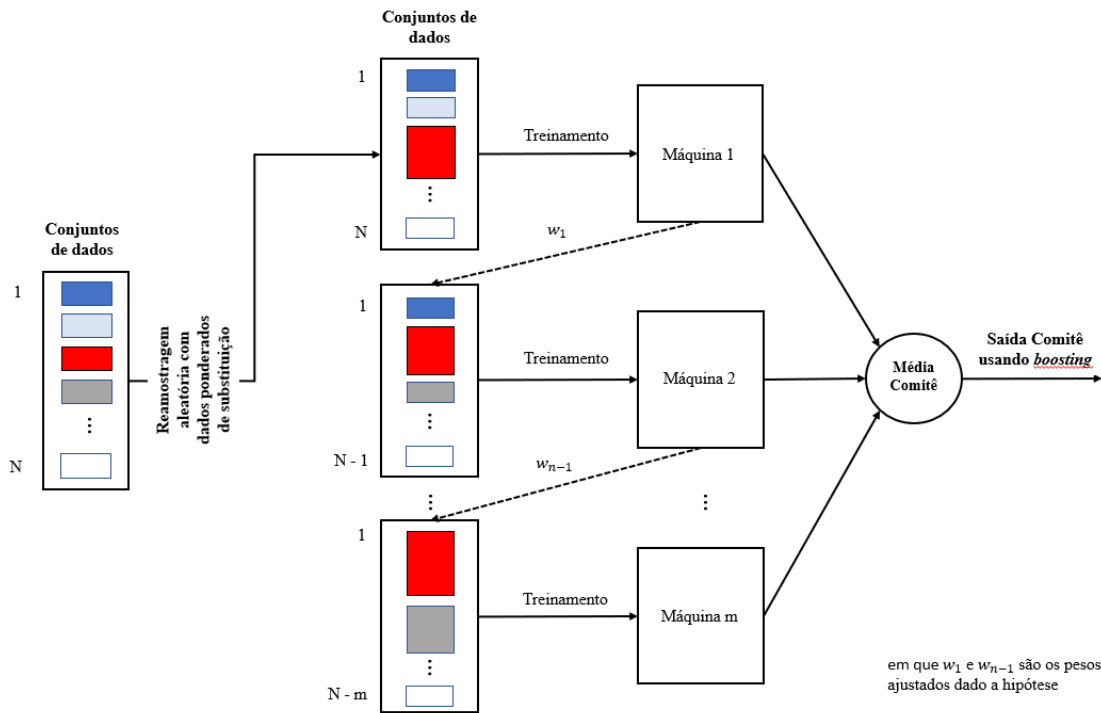 Conjuntos de
dados
1
N
Reamostragem
aleatória com
dados ponderados
de substituição
Conjuntos de
dados
1
⋮
N
Treinamento
Máquina 1
w₁
1
⋮
N - 1
Treinamento
Máquina 2
wₙ₋₁
⋮
⋮
1
⋮
N - m
Treinamento
Máquina m
Média
Comitê
Saída Comitê
usando boosting
em que w₁ e wₙ₋₁ são os pesos
ajustados dado a hipótese